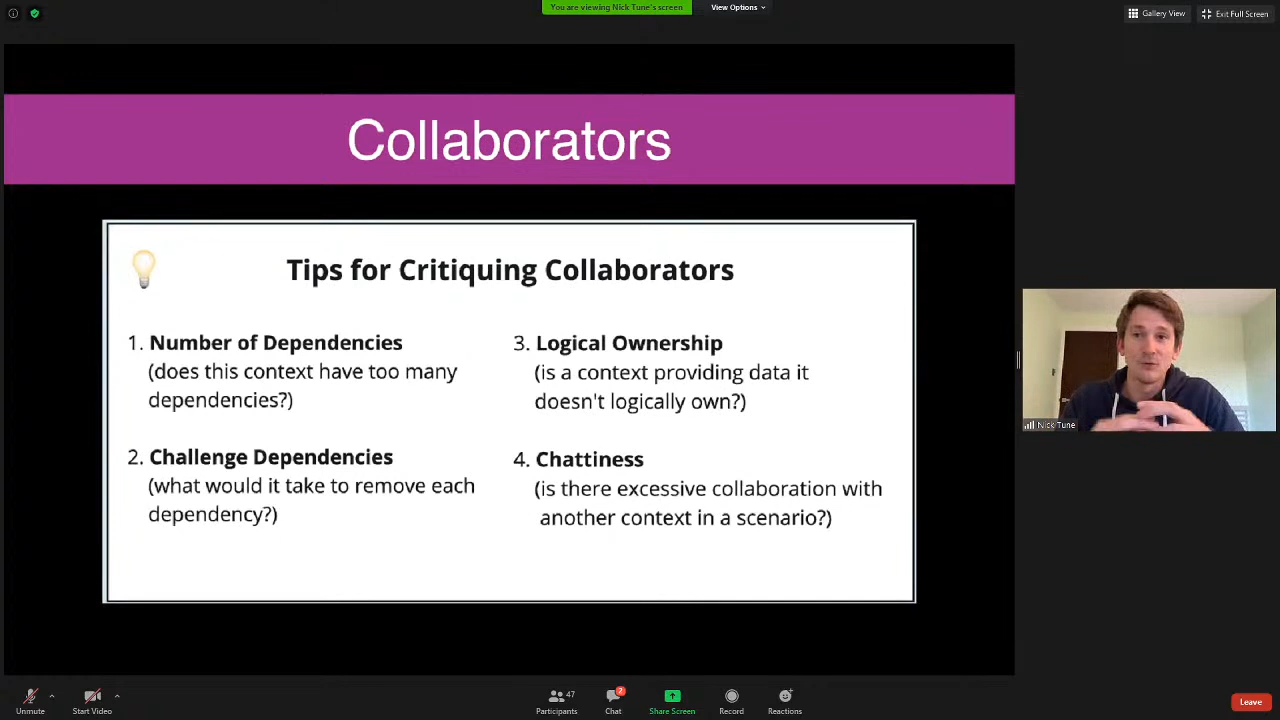 You are viewing Nick Tune's screen
View Options
Gallery View
Exit Full Screen
Collaborators
Tips for Critiquing Collaborators
1. Number of Dependencies
(does this context have too many
dependencies?)
2. Challenge Dependencies
(what would it take to remove each
dependency?)
3. Logical Ownership
(is a context providing data it
doesn't logically own?)
4. Chattiness
(is there excessive collaboration with
another context in a scenario?)
Nick Tune
Unmute
Start Video
47
Participants
2
Chat
Share Screen
Record
Reactions
Leave